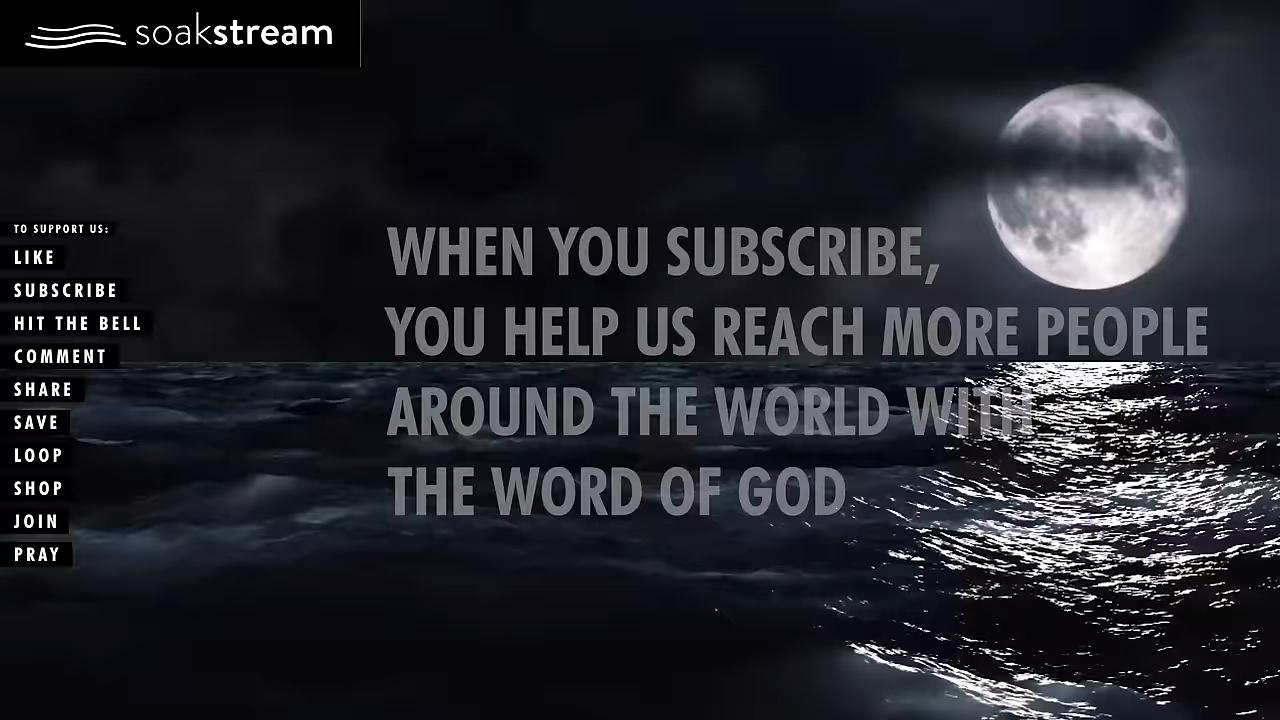 soakstream
TO SUPPORT US:
LIKE
SUBSCRIBE
HIT THE BELL
COMMENT
SHARE
SAVE
LOOP
SHOP
JOIN
PRAY
WHEN YOU SUBSCRIBE,
YOU HELP US REACH MORE PEOPLE
AROUND THE WORLD WITH
THE WORD OF GOD